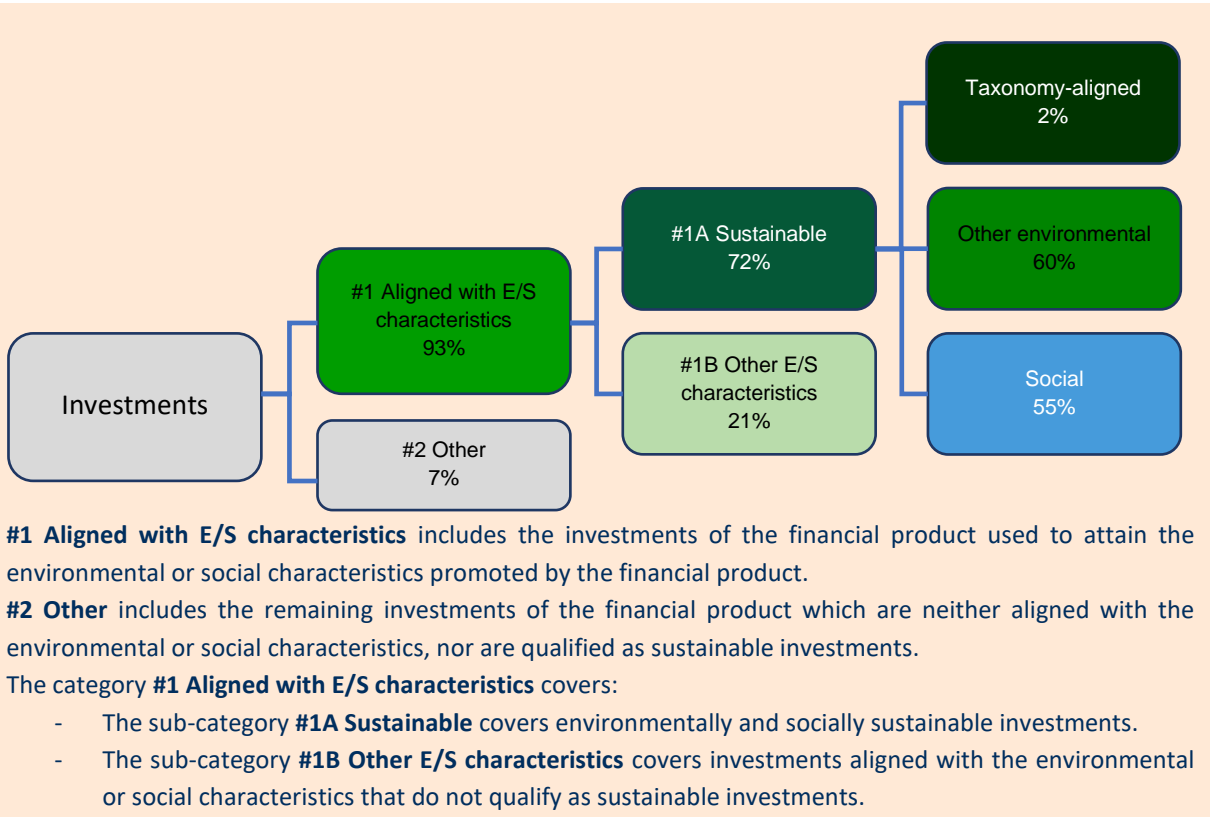 Investments
#1 Aligned with E/S
characteristics
93%
#2 Other
7%
#1A Sustainable
72%
#1B Other E/S
characteristics
21%
Taxonomy-aligned
2%
Other environmental
60%
Social
55%
#1 Aligned with E/S characteristics includes the investments of the financial product used to attain the
environmental or social characteristics promoted by the financial product.
#2 Other includes the remaining investments of the financial product which are neither aligned with the
environmental or social characteristics, nor are qualified as sustainable investments.
The category #1 Aligned with E/S characteristics covers:
- The sub-category #1A Sustainable covers environmentally and socially sustainable investments.
- The sub-category #1B Other E/S characteristics covers investments aligned with the environmental
or social characteristics that do not qualify as sustainable investments.